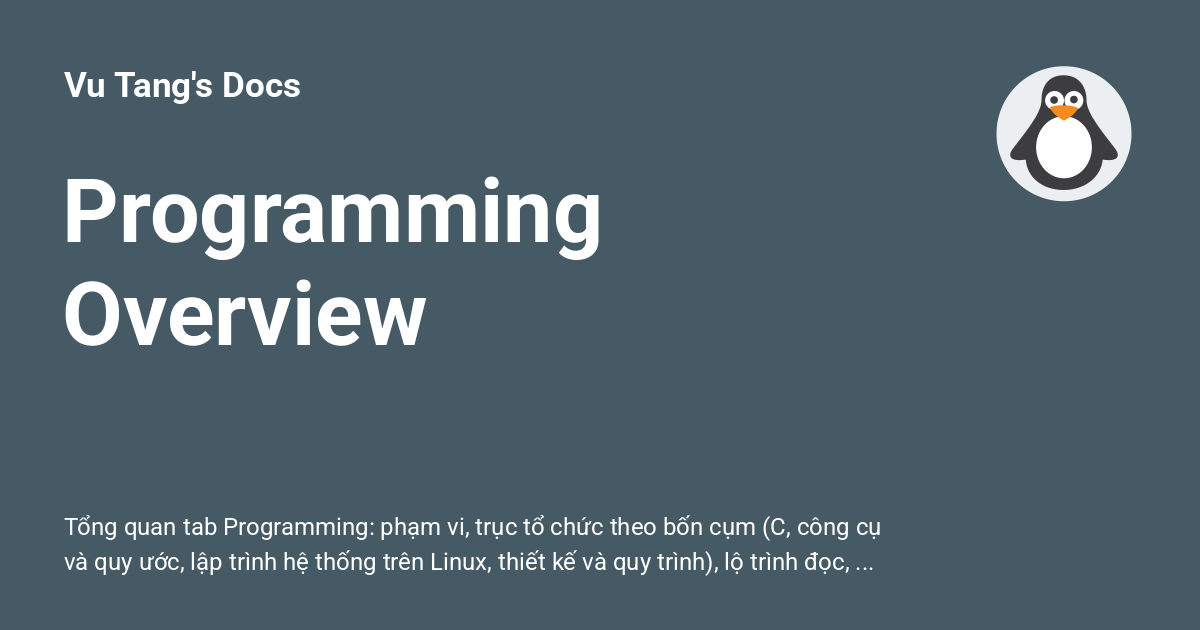 Vu Tang's Docs
Programming
Overview
Tổng quan tab Programming: phạm vi, trục tổ chức theo bốn cụm (C, công cụ
và quy ước, lập trình hệ thống trên Linux, thiết kế và quy trình), lộ trình đọc, ...